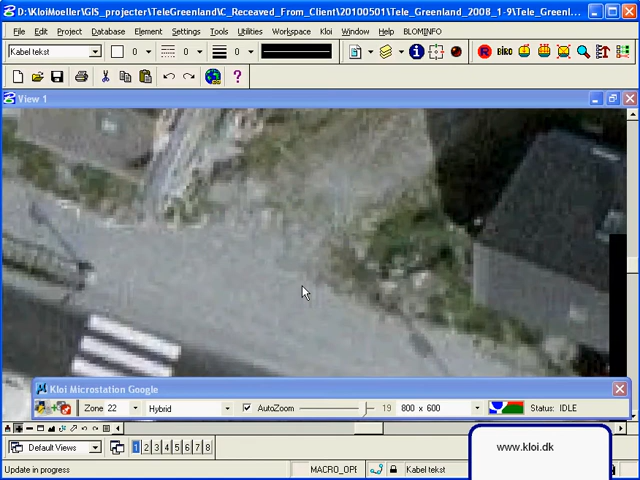 D:\KloiMoeller\GIS_projecter\TeleGreenland\C_Receaved_From_Client\20100501\Tele_Greenland_2008_1-9\Tele_Greenl...
File Edit Project Database Element Settings Tools Utilities Workspace Kloi Window Help BLOMINFO
Kabel tekst 0 0 0 BIRO
View 1
Kloi Microstation Google
Zone 22 Hybrid AutoZoom 19 800 x 600 Status: IDLE
Default Views 1 2 3 4 5 6 7 8
www.kloi.dk
Update in progress MACRO_OPE Kabel tekst